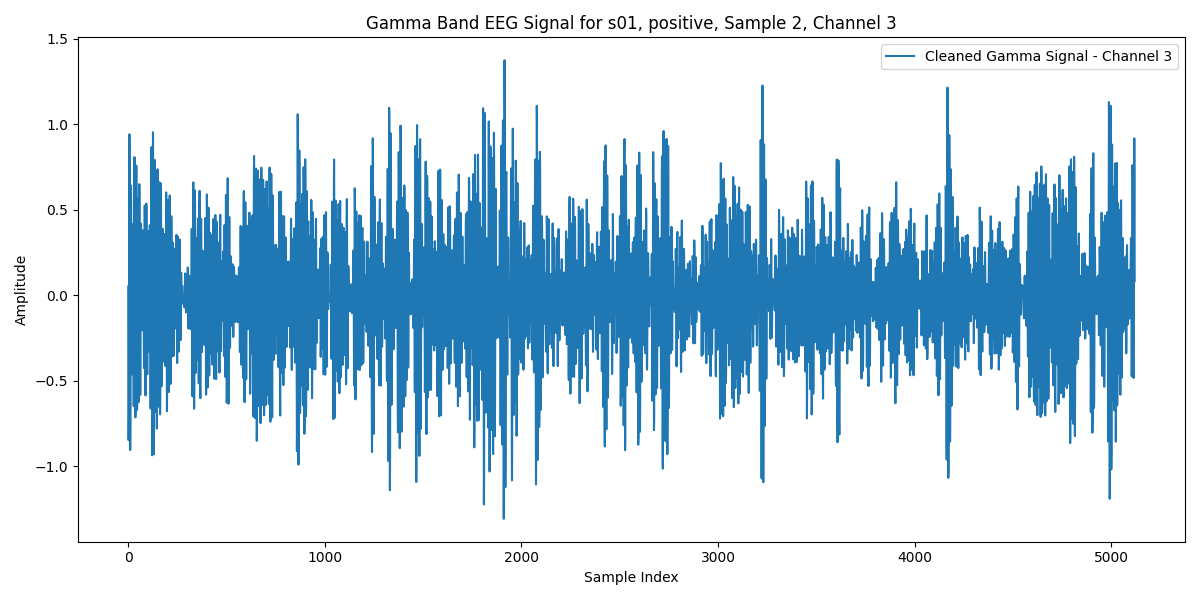 Gamma Band EEG Signal for s01, positive, Sample 2, Channel 3
Cleaned Gamma Signal - Channel 3
Amplitude
1.5
1.0
0.5
0.0
−0.5
−1.0
0 1000 2000 3000 4000 5000
Sample Index